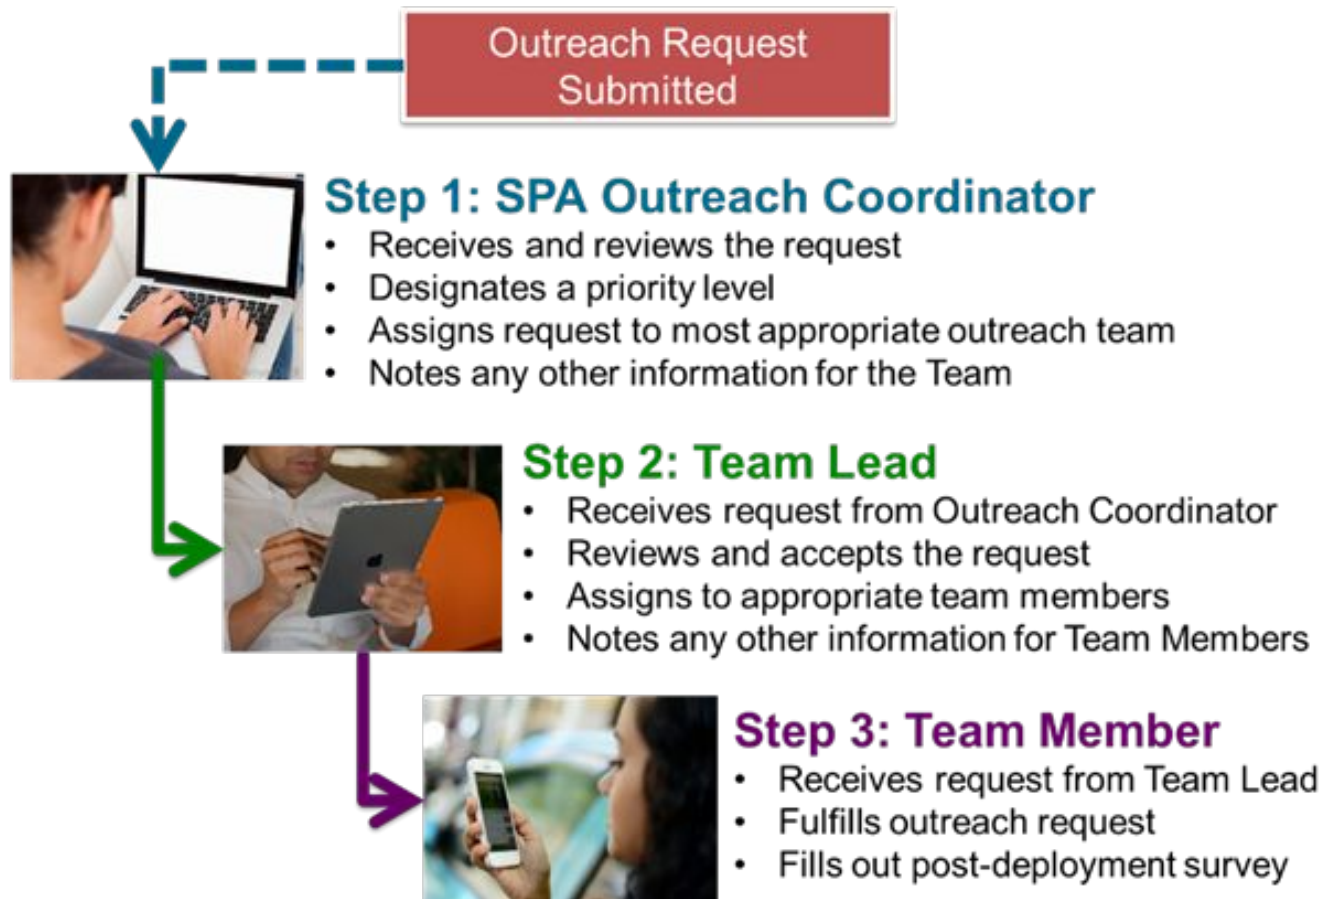 Outreach Request
Submitted
Step 1: SPA Outreach Coordinator
• Receives and reviews the request
• Designates a priority level
• Assigns request to most appropriate outreach team
• Notes any other information for the Team
Step 2: Team Lead
• Receives request from Outreach Coordinator
• Reviews and accepts the request
• Assigns to appropriate team members
• Notes any other information for Team Members
Step 3: Team Member
• Receives request from Team Lead
• Fulfills outreach request
• Fills out post-deployment survey